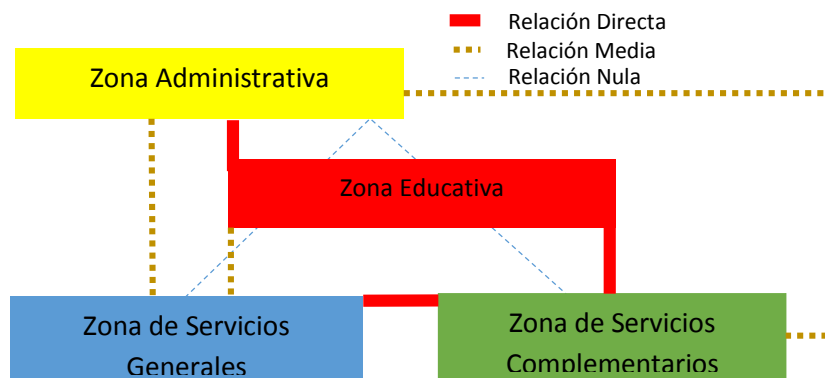 Relación Directa
Relación Media
Relación Nula
Zona Administrativa
Zona Educativa
Zona de Servicios
Generales
Zona de Servicios
Complementarios